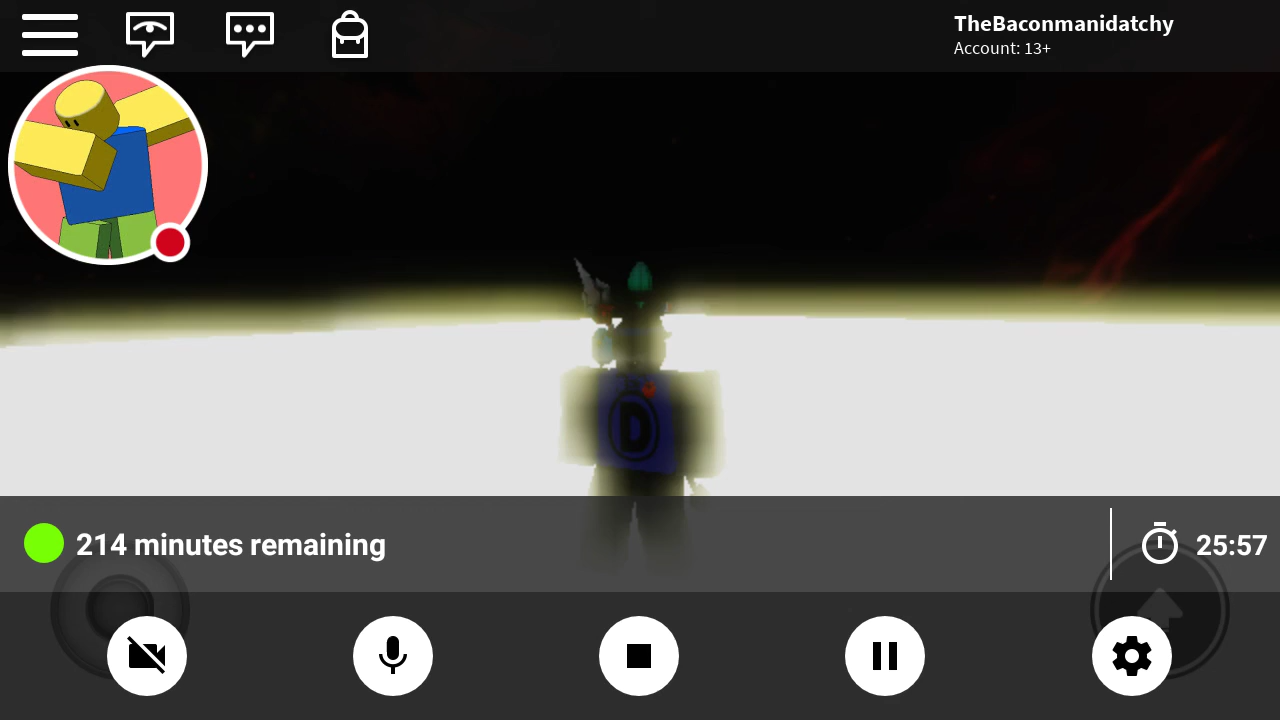 TheBaconmanidatchy
Account: 13+
D
214 minutes remaining
25:57